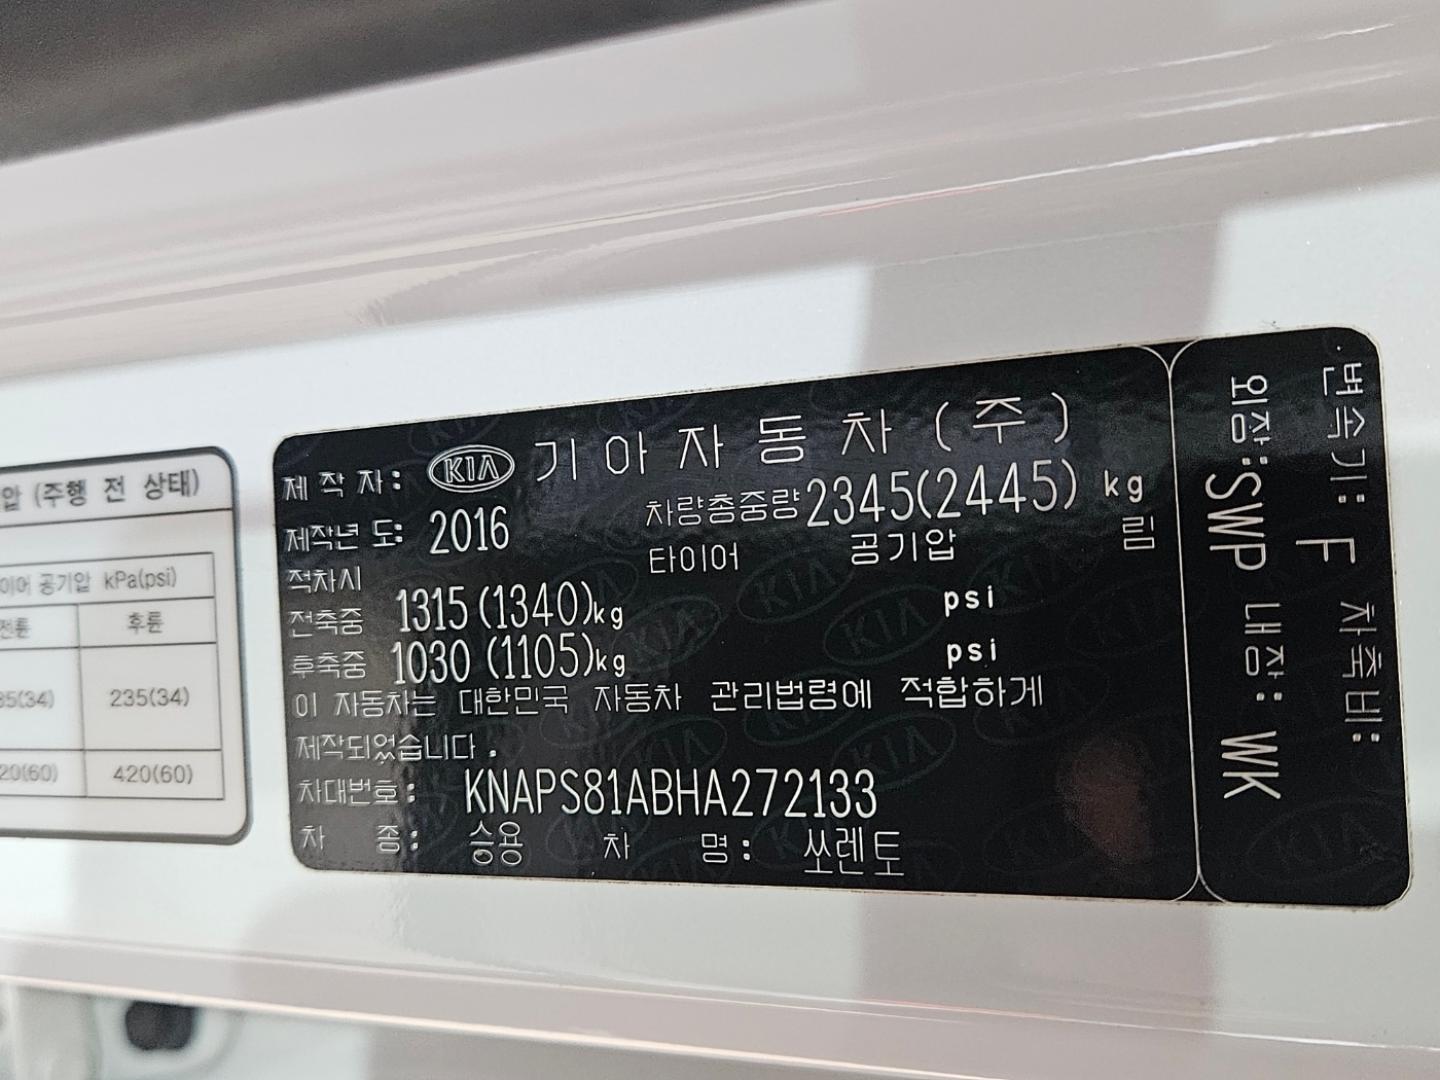 압 (주행 전 상태)
이어 공기압 kPa(psi)
전륜 후륜
35(34) 235(34)
20(60) 420(60)
제 작 자: KIA 기아자동차(주)
제작년 도: 2016 차량총중량 2345(2445) kg
적차시 타이어 공기압 림
전축중 1315 (1340)kg psi
후축중 1030 (1105)kg psi
이 자동차는 대한민국 자동차 관리법령에 적합하게
제작되었습니다.
차대번호: KNAPS81ABHA272133
차 종: 승용 차 명: 쏘렌토
변속기: F 차축비:
외장:SWP 내장: WK